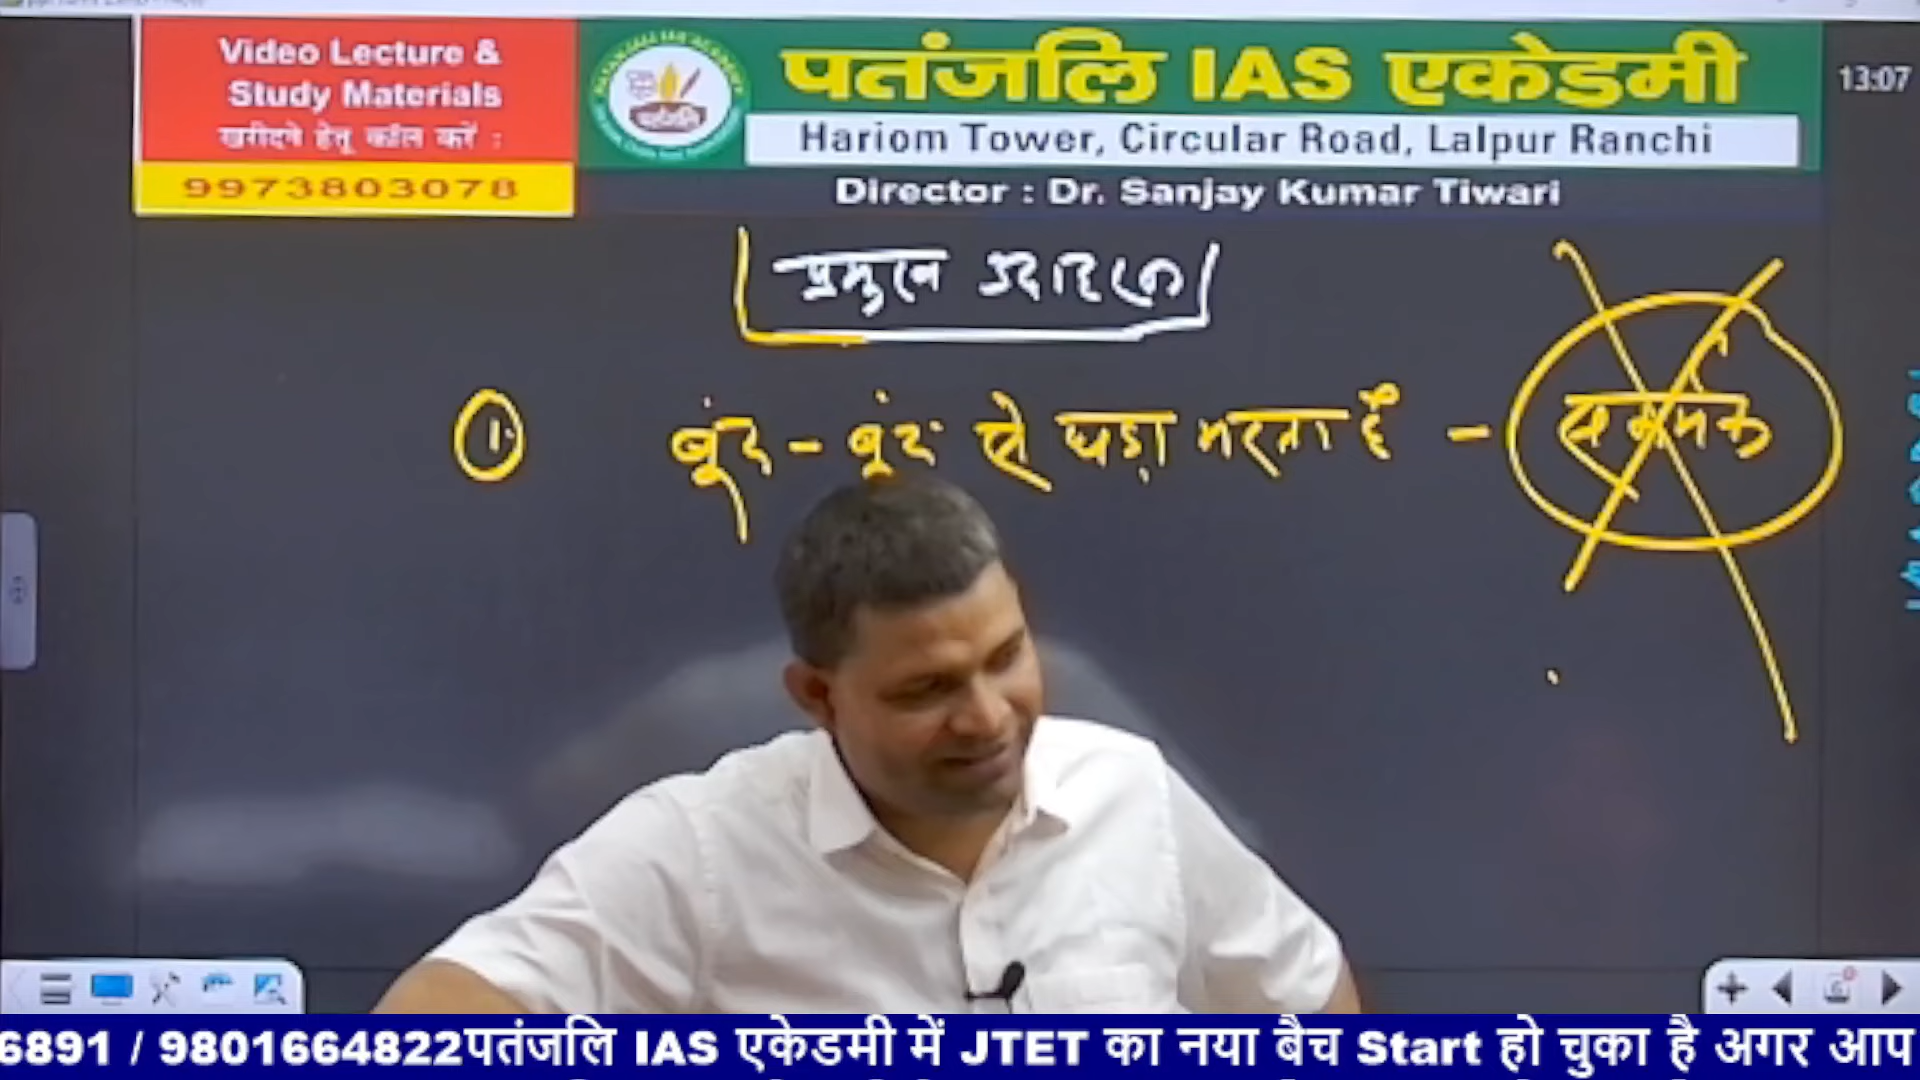 Video Lecture &
Study Materials
खरीदने हेतू कॉल करें :
9973803078
पतंजलि IAS एकेडमी
Hariom Tower, Circular Road, Lalpur Ranchi
Director : Dr. Sanjay Kumar Tiwari
13:07
प्रमुख उदाहरण
1. बूंद - बूंद से घड़ा भरता है -
6891 / 9801664822पतंजलि IAS एकेडमी में JTET का नया बैच Start हो चुका है अगर आप